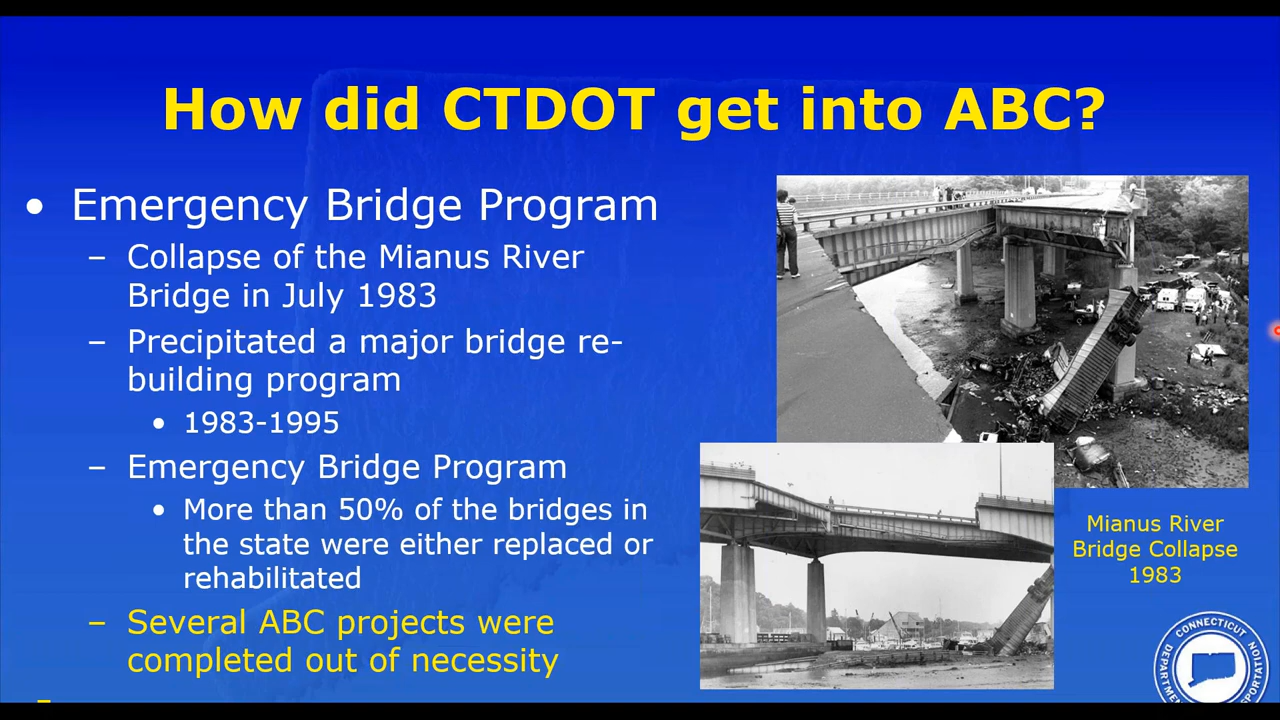 How did CTDOT get into ABC?
• Emergency Bridge Program
– Collapse of the Mianus River
Bridge in July 1983
– Precipitated a major bridge re-
building program
• 1983-1995
– Emergency Bridge Program
• More than 50% of the bridges in
the state were either replaced or
rehabilitated
– Several ABC projects were
completed out of necessity
Mianus River
Bridge Collapse
1983
CONNECTICUT